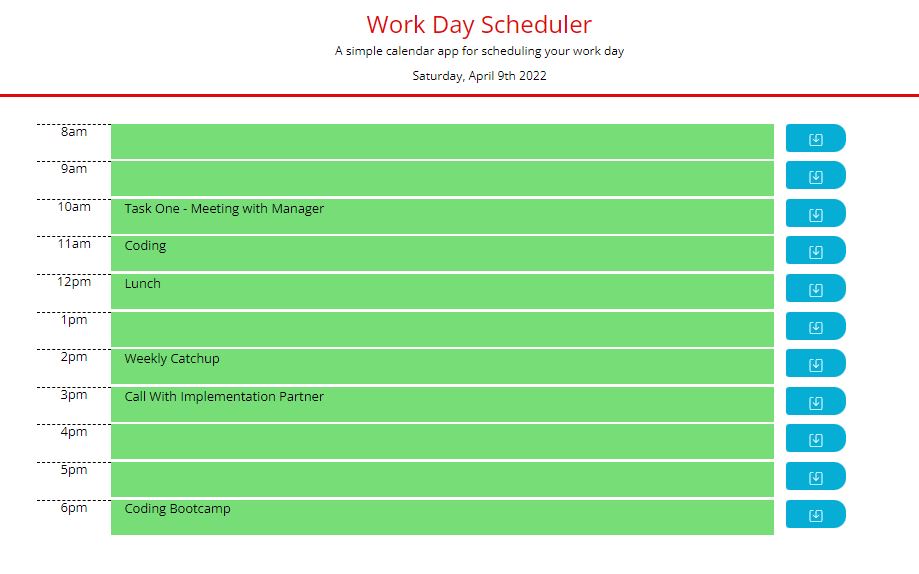 Work Day Scheduler
A simple calendar app for scheduling your work day
Saturday, April 9th 2022
8am
9am
10am Task One - Meeting with Manager
11am Coding
12pm Lunch
1pm
2pm Weekly Catchup
3pm Call With Implementation Partner
4pm
5pm
6pm Coding Bootcamp